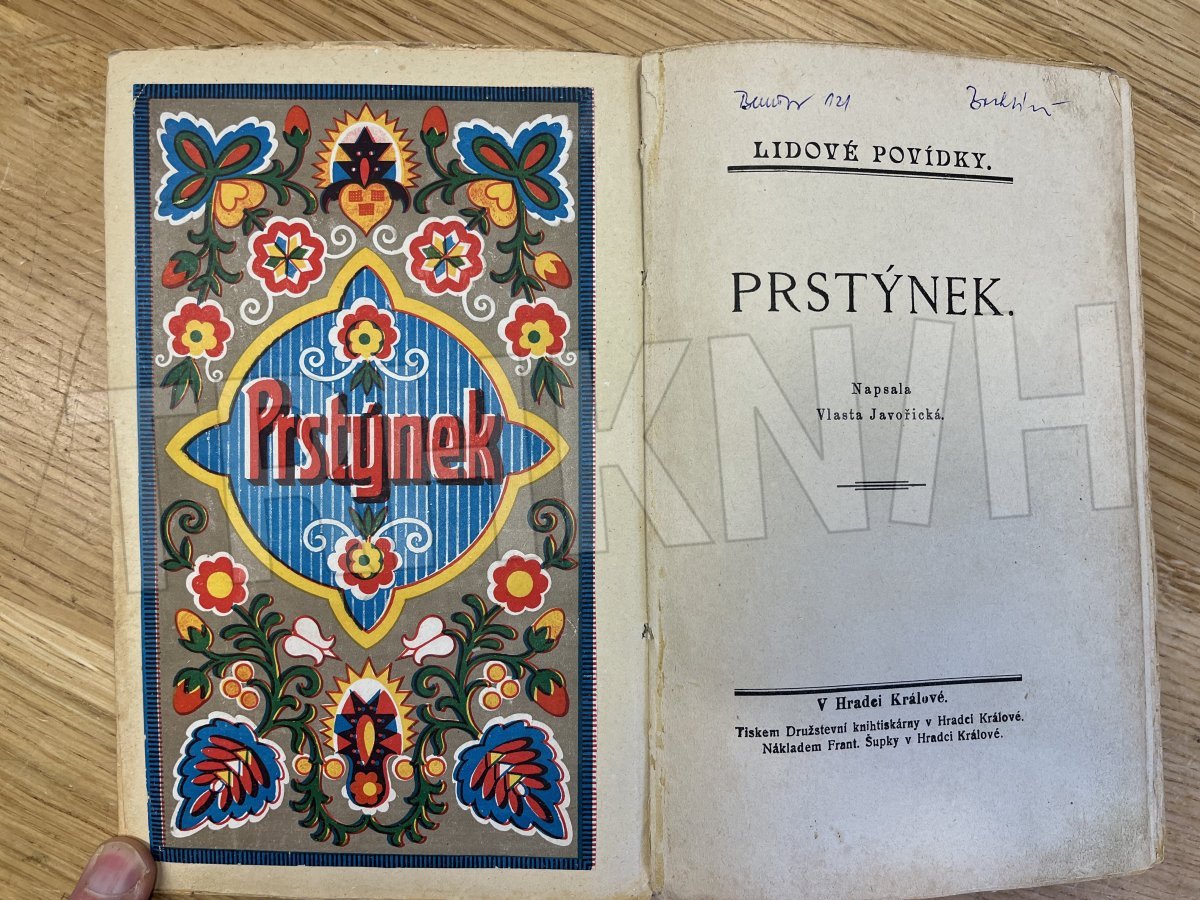 Prstýnek
121
LIDOVÉ POVÍDKY.
PRSTÝNEK.
Napsala
Vlasta Javořická.
V Hradci Králové.
Tiskem Družstevní knihtiskárny v Hradci Králové.
Nákladem Frant. Šupky v Hradci Králové.